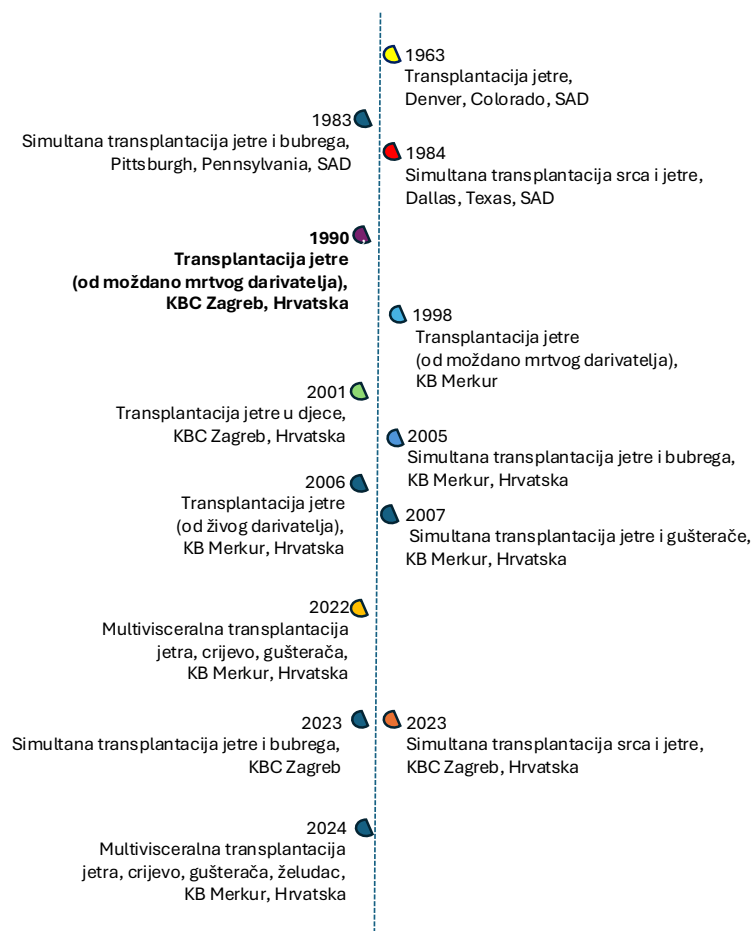 1963
Transplantacija jetre,
Denver, Colorado, SAD
1983
Simultana transplantacija jetre i bubrega,
Pittsburgh, Pennsylvania, SAD
1984
Simultana transplantacija srca i jetre,
Dallas, Texas, SAD
1990
Transplantacija jetre
(od moždano mrtvog darivatelja),
KBC Zagreb, Hrvatska
1998
Transplantacija jetre
(od moždano mrtvog darivatelja),
KB Merkur
2001
Transplantacija jetre u djece,
KBC Zagreb, Hrvatska
2005
Simultana transplantacija jetre i bubrega,
KB Merkur, Hrvatska
2006
Transplantacija jetre
(od živog darivatelja),
KB Merkur, Hrvatska
2007
Simultana transplantacija jetre i gušterače,
KB Merkur, Hrvatska
2022
Multivisceralna transplantacija
jetra, crijevo, gušterača,
KB Merkur, Hrvatska
2023
Simultana transplantacija jetre i bubrega,
KBC Zagreb
2023
Simultana transplantacija srca i jetre,
KBC Zagreb, Hrvatska
2024
Multivisceralna transplantacija
jetra, crijevo, gušterača, želudac,
KB Merkur, Hrvatska